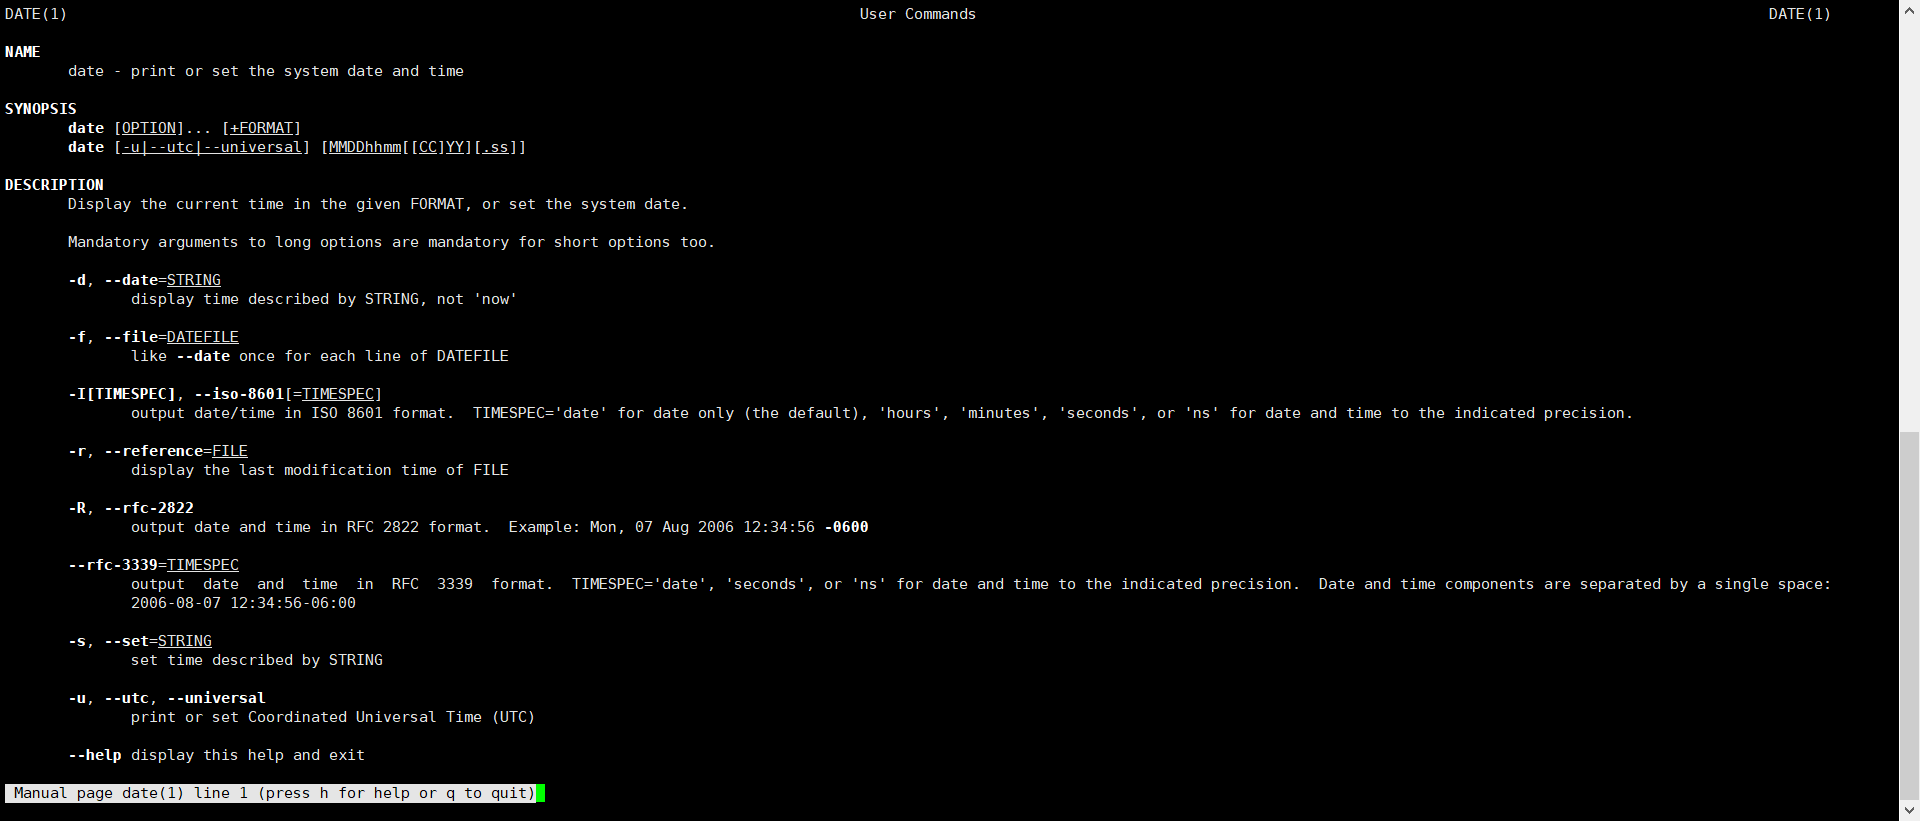 DATE(1) User Commands DATE(1)
NAME
date - print or set the system date and time
SYNOPSIS
date [OPTION]... [+FORMAT]
date [-u|--utc|--universal] [MMDDhhmm[[CC]YY][.ss]]
DESCRIPTION
Display the current time in the given FORMAT, or set the system date.
Mandatory arguments to long options are mandatory for short options too.
-d, --date=STRING
display time described by STRING, not 'now'
-f, --file=DATEFILE
like --date once for each line of DATEFILE
-I[TIMESPEC], --iso-8601[=TIMESPEC]
output date/time in ISO 8601 format.  TIMESPEC='date' for date only (the default), 'hours', 'minutes', 'seconds', or 'ns' for date and time to the indicated precision.
-r, --reference=FILE
display the last modification time of FILE
-R, --rfc-2822
output date and time in RFC 2822 format.  Example: Mon, 07 Aug 2006 12:34:56 -0600
--rfc-3339=TIMESPEC
output  date  and  time  in  RFC  3339  format.  TIMESPEC='date', 'seconds', or 'ns' for date and time to the indicated precision.  Date and time components are separated by a single space:
2006-08-07 12:34:56-06:00
-s, --set=STRING
set time described by STRING
-u, --utc, --universal
print or set Coordinated Universal Time (UTC)
--help display this help and exit
Manual page date(1) line 1 (press h for help or q to quit)